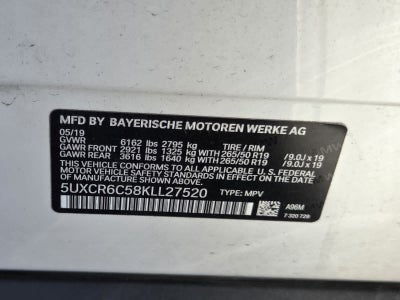 MFD BY BAYERISCHE MOTOREN WERKE AG
05/19
GVWR 6162 lbs 2795 kg TIRE / RIM
GAWR FRONT 2921 lbs 1325 kg 265/50 R19 /9.0J x 19
GAWR REAR 3616 lbs 1640 kg 265/50 R19 /9.0J x 19
THIS VEHICLE CONFORMS TO ALL APPLICABLE U.S. FEDERAL
MOTOR VEHICLE SAFETY STANDARDS IN EFFECT ON THE
DATE OF MANUFACTURE SHOWN ABOVE.
5UXCR6C58KLL27520 TYPE: MPV
A96M
7 320 728